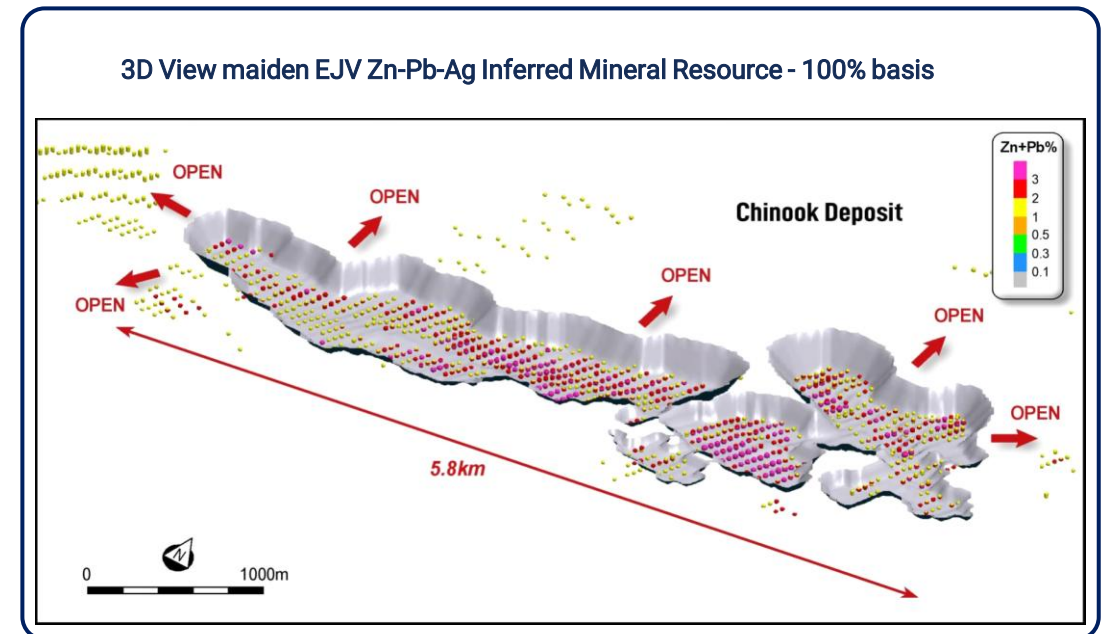 3D View maiden EJV Zn-Pb-Ag Inferred Mineral Resource - 100% basis
Zn+Pb%
3
2
1
0.5
0.3
0.1
OPEN
OPEN
Chinook Deposit
OPEN
OPEN
OPEN
OPEN
5.8km
N
0
1000m